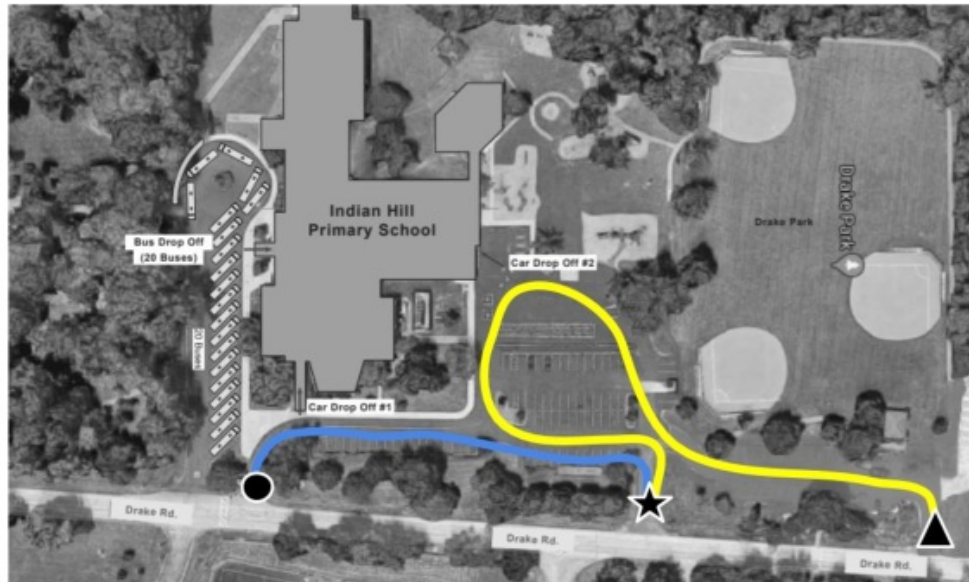 Indian Hill
Primary School
Bus Drop Off
(20 Buses)
Car Drop Off #2
20 Buses
Car Drop Off #1
Drake Park
Drake Park
Drake Rd.
Drake Rd.
Drake Rd.